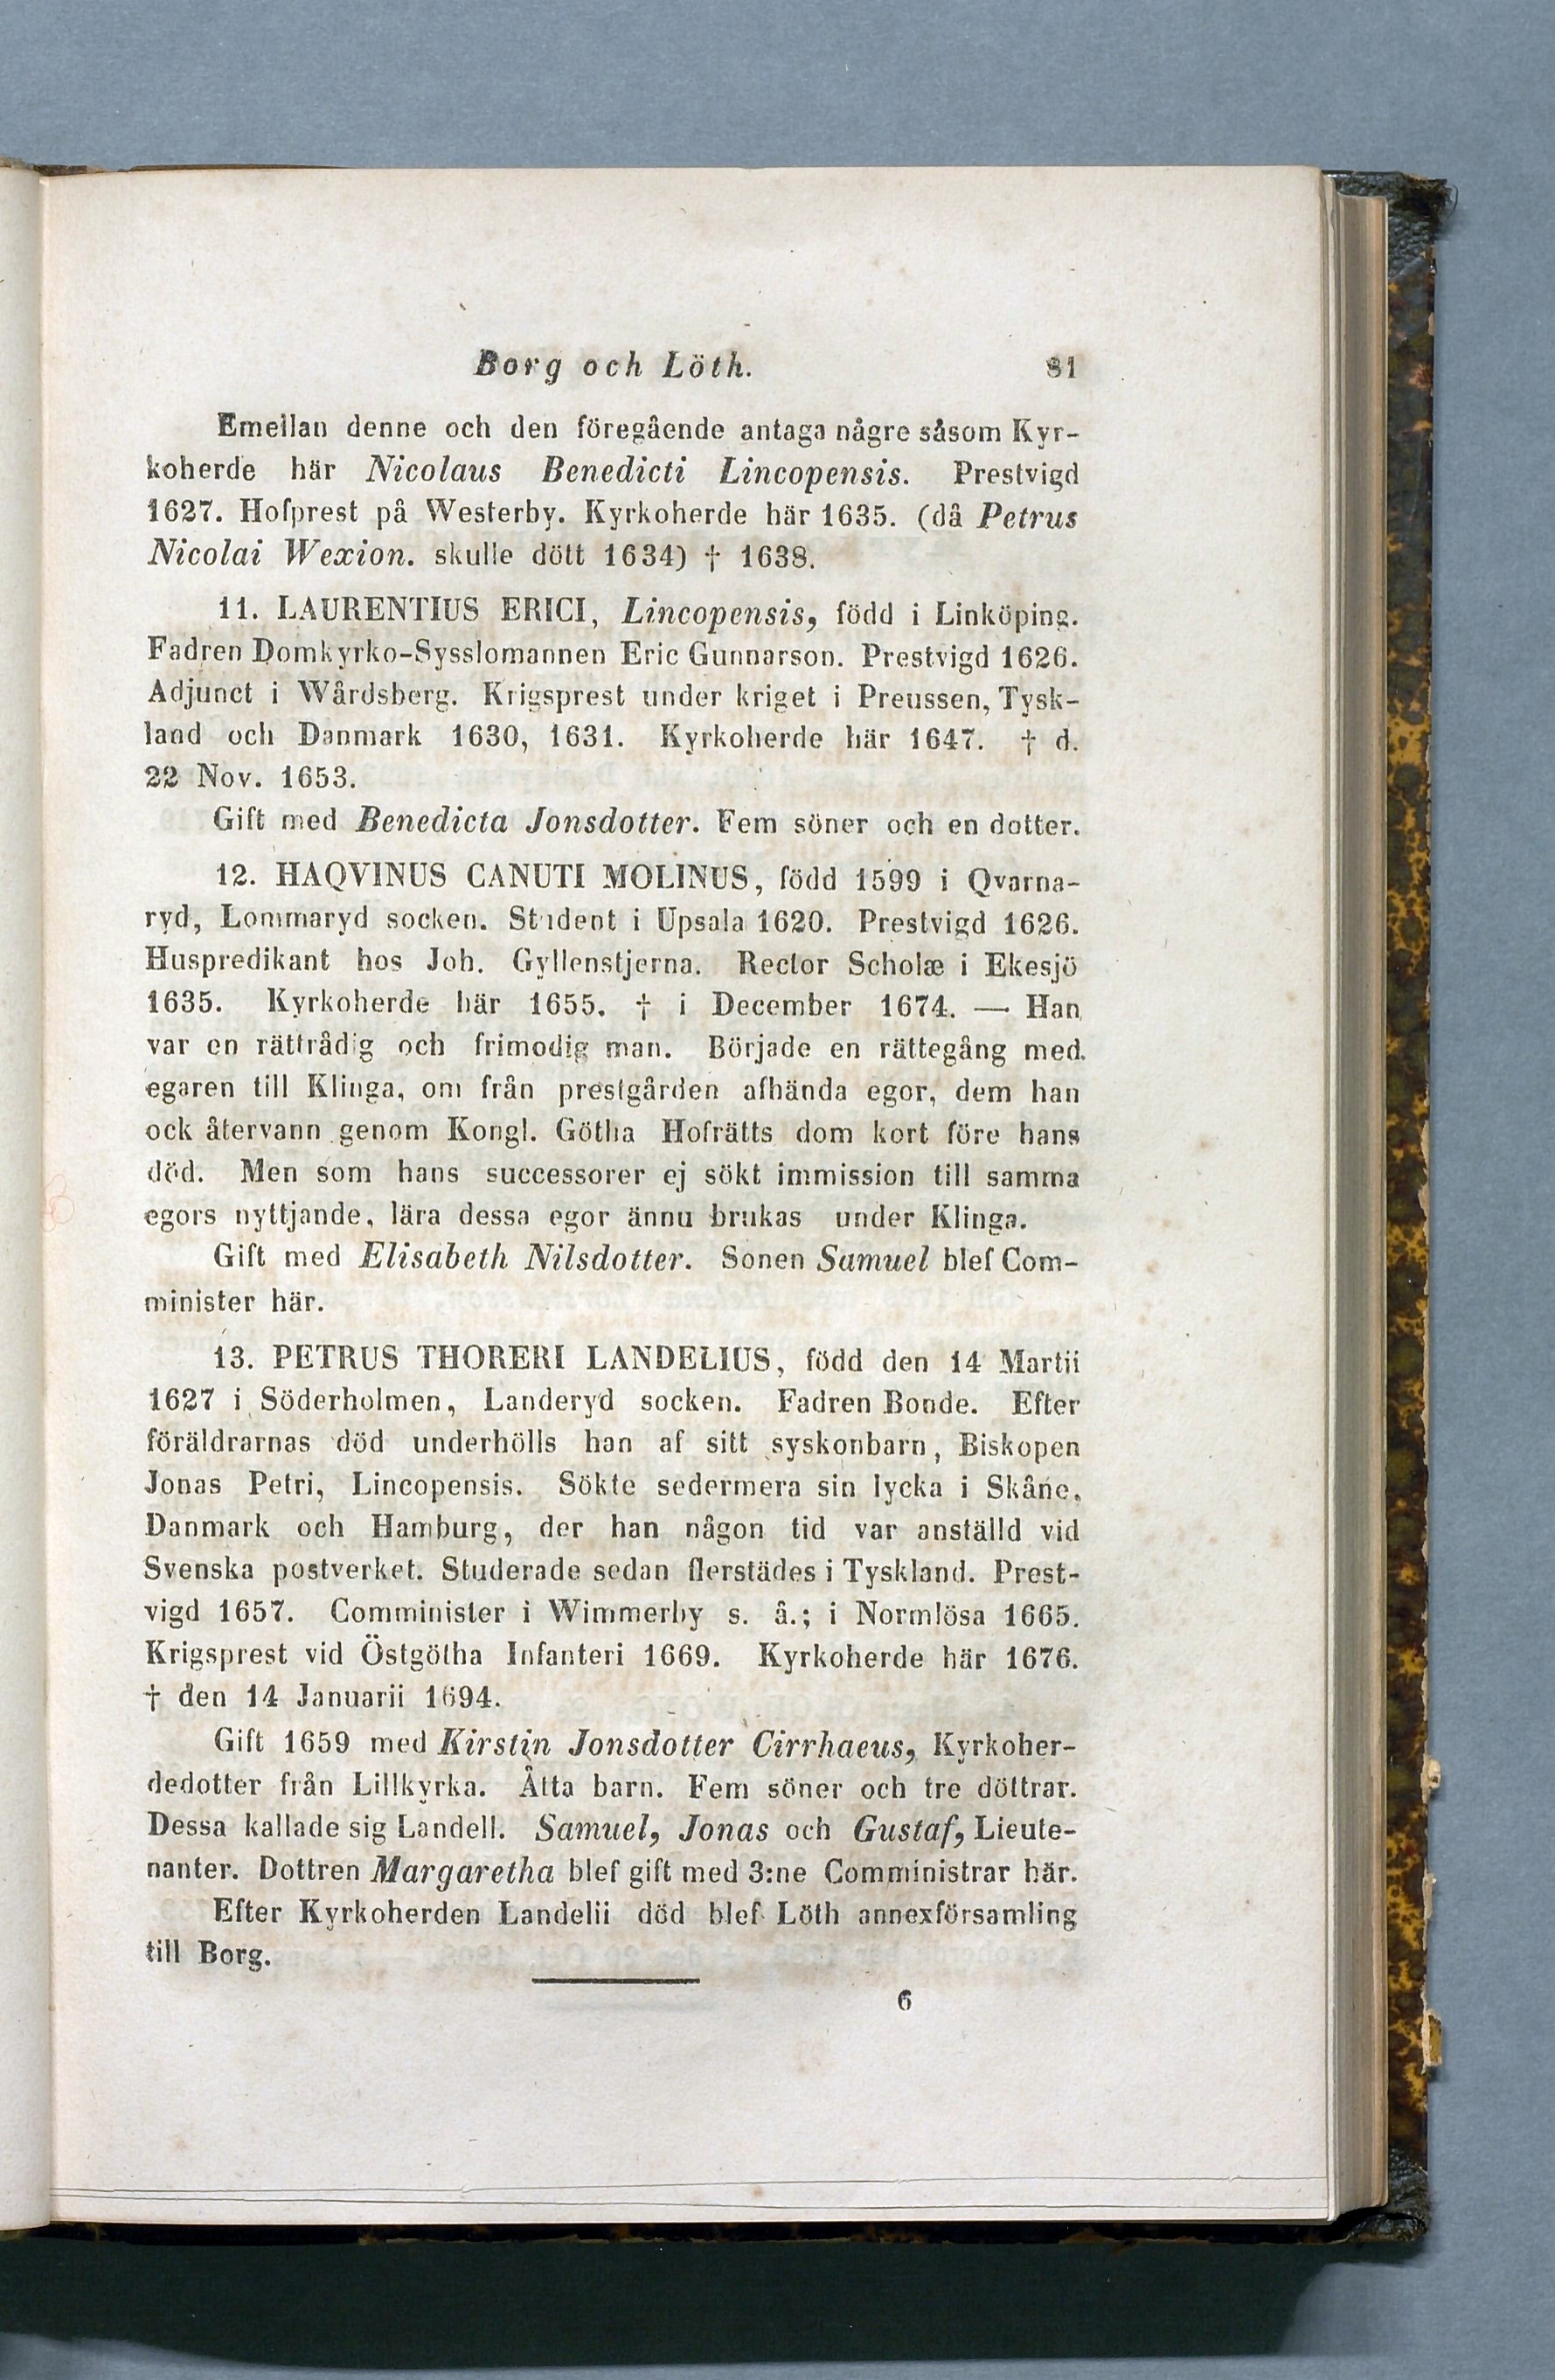 Borg och Löth. 81
Emellan denne och den föregående antaga några såsom Kyr-
koherde här Nicolaus Benedicti Lincopensis. Prestvigd
1627. Hofprest på Westerby. Kyrkoherde här 1635. (då Petrus
Nicolai Wexion. skulle dött 1634) † 1638.
11. LAURENTIUS ERICI, Lincopensis, född i Linköping.
Fadren Domkyrko-Sysslomannen Eric Gunnarson. Prestvigd 1626.
Adjunct i Wårdsberg. Krigsprest under kriget i Preussen, Tysk-
land och Danmark 1630, 1631. Kyrkoherde här 1647. † d.
22 Nov. 1653.
Gift med Benedicta Jonsdotter. Fem söner och en dotter.
12. HAQVINUS CANUTI MOLINUS, född 1599 i Qvarna-
ryd, Lommaryd socken. Student i Upsala 1620. Prestvigd 1626.
Huspredikant hos Joh. Gyllenstjerna. Rector Scholæ i Ekesjö
1635. Kyrkoherde här 1655. † i December 1674. — Han
var en rättrådig och frimodig man. Började en rättegång med
egaren till Klinga, om från prestgården afhända egor, dem han
ock återvann genom Kongl. Götha Hofrätts dom kort före hans
död. Men som hans successorer ej sökt immission till samma
egors nyttjande, lära dessa egor ännu brukas under Klinga.
Gift med Elisabeth Nilsdotter. Sonen Samuel blef Com-
minister här.
13. PETRUS THORERI LANDELIUS, född den 14 Martii
1627 i Söderholmen, Landeryd socken. Fadren Bonde. Efter
föräldrarnas död underhölls han af sitt syskonbarn, Biskopen
Jonas Petri, Lincopensis. Sökte sedermera sin lycka i Skåne,
Danmark och Hamburg, der han någon tid var anställd vid
Svenska postverket. Studerade sedan flerstädes i Tyskland. Prest-
vigd 1657. Comminister i Wimmerby s. å.; i Normlösa 1665.
Krigsprest vid Östgötha Infanteri 1669. Kyrkoherde här 1676.
† den 14 Januarii 1694.
Gift 1659 med Kirstin Jonsdotter Cirrhaeus, Kyrkoher-
dedotter från Lillkyrka. Åtta barn. Fem söner och tre döttrar.
Dessa kallade sig Landell. Samuel, Jonas och Gustaf, Lieute-
nanter. Dottren Margaretha blef gift med 3:ne Comministrar här.
Efter Kyrkoherden Landelii död blef Löth annexförsamling
till Borg.
6